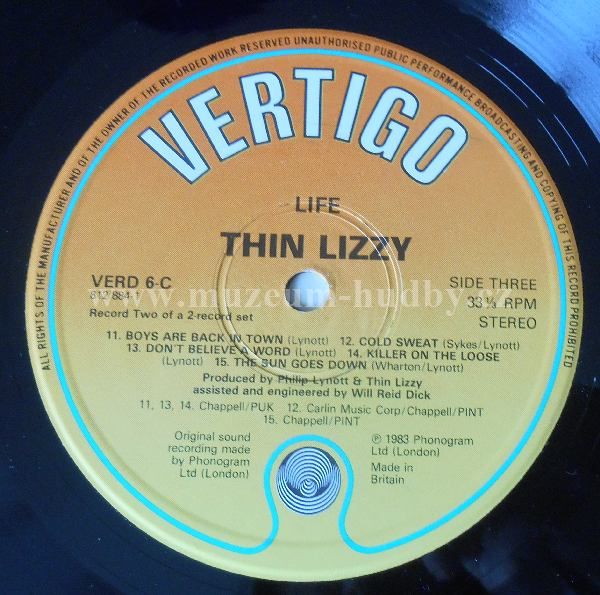 ALL RIGHTS OF THE MANUFACTURER AND OF THE OWNER OF THE RECORDED WORK RESERVED UNAUTHORISED PUBLIC PERFORMANCE BROADCASTING AND COPYING OF THIS RECORD PROHIBITED
VERTIGO
LIFE
THIN LIZZY
VERD 6-C
812/884-1
SIDE THREE
33⅓ RPM
STEREO
www.muzeum-hudby.cz
Record Two of a 2-record set
11. BOYS ARE BACK IN TOWN (Lynott) 12. COLD SWEAT (Sykes/Lynott)
13. DON'T BELIEVE A WORD (Lynott) 14. KILLER ON THE LOOSE
(Lynott) 15. THE SUN GOES DOWN (Wharton/Lynott)
Produced by Philip Lynott & Thin Lizzy
assisted and engineered by Will Reid Dick
11, 13, 14. Chappell/PUK 12. Carlin Music Corp/Chappell/PINT
15. Chappell/PINT
Original sound
recording made
by Phonogram
Ltd (London)
℗ 1983 Phonogram
Ltd (London)
Made in
Britain